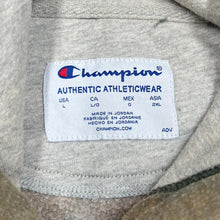 Champion®
AUTHENTIC ATHLETICWEAR
USA CA MEX ASIA
L L/G G 2XL
MADE IN JORDAN
FABRIQUÉ EN JORDANIE
HECHO EN JORDANIA
CHAMPION.COM ADV